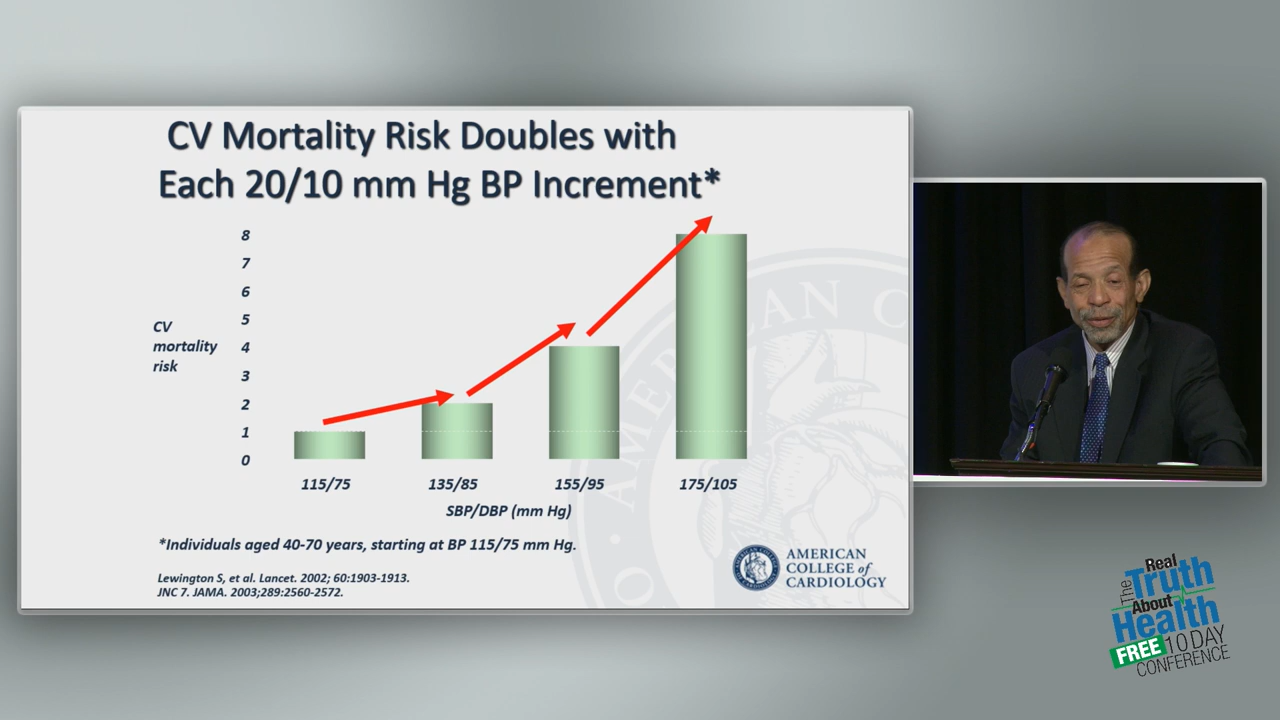 CV Mortality Risk Doubles with
Each 20/10 mm Hg BP Increment*
8
7
6
5
4
3
2
1
0
CV
mortality
risk
115/75
135/85
155/95
175/105
SBP/DBP (mm Hg)
*Individuals aged 40-70 years, starting at BP 115/75 mm Hg.
Lewington S, et al. Lancet. 2002; 60:1903-1913.
JNC 7. JAMA. 2003;289:2560-2572.
AMERICAN
COLLEGE of
CARDIOLOGY
The Real
Truth
About
Health
FREE 10 DAY
CONFERENCE